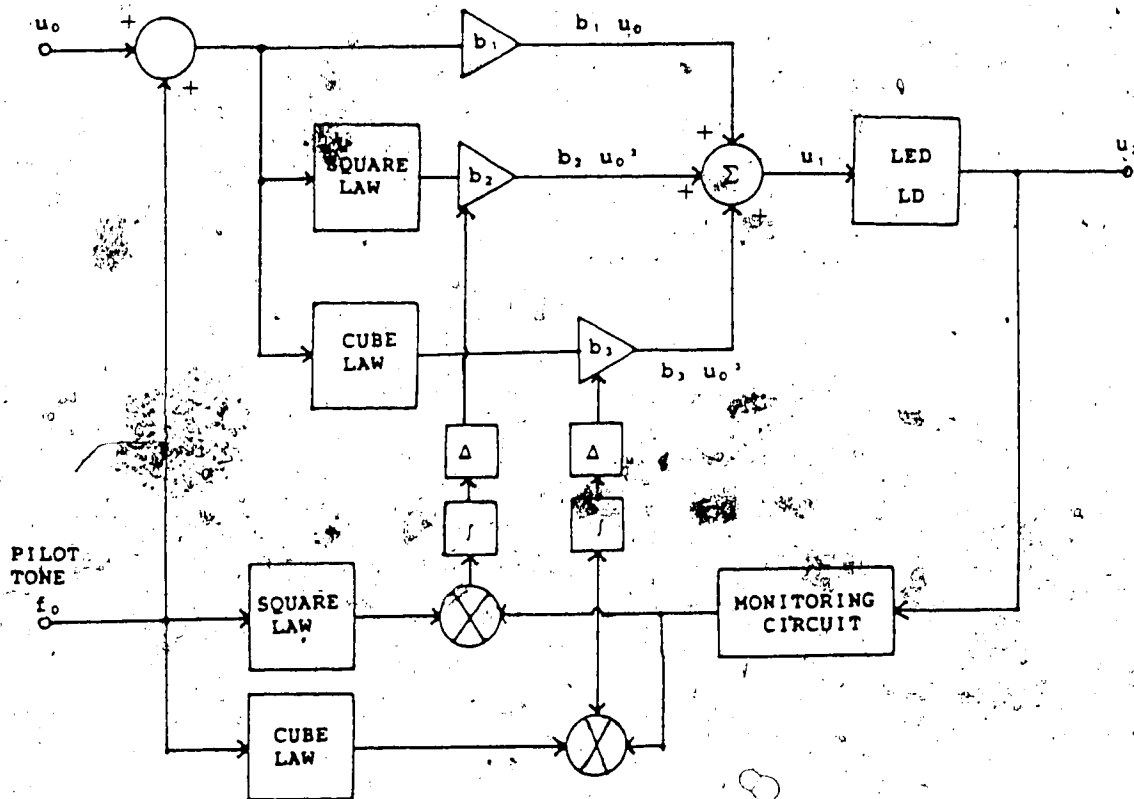 u₀
+
+
b₁
b₁ u₀
SQUARE
LAW
b₂
b₂ u₀²
+
+
+
Σ
u₁
LED
LD
u
CUBE
LAW
b₃
b₃ u₀³
Δ
Δ
∫
∫
PILOT
TONE
f₀
SQUARE
LAW
MONITORING
CIRCUIT
CUBE
LAW